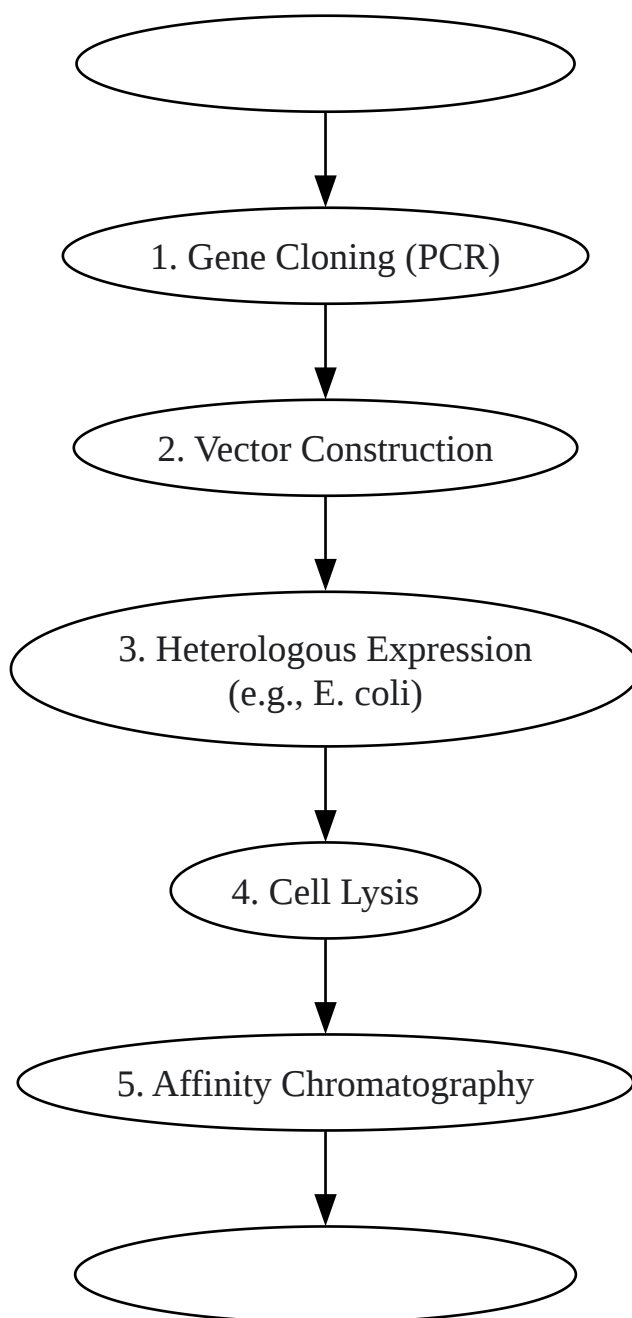 1. Gene Cloning (PCR)
2. Vector Construction
3. Heterologous Expression
(e.g., E. coli)
4. Cell Lysis
5. Affinity Chromatography